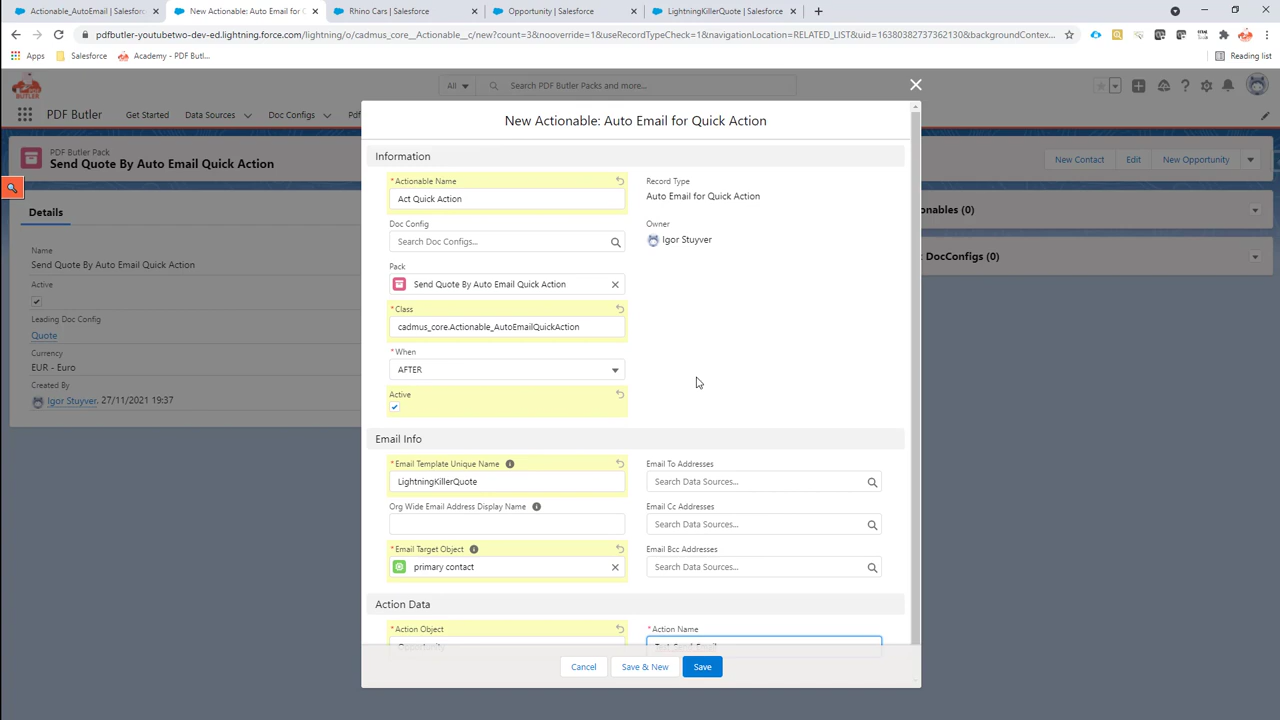 Actionable_AutoEmail | Salesforce
New Actionable: Auto Email for Q
Rhino Cars | Salesforce
Opportunity | Salesforce
LightningKillerQuote | Salesforce
pdfbutler-youtubetwo-dev-ed.lightning.force.com/lightning/o/cadmus_core__Actionable__c/new?count=3&nooverride=1&useRecordTypeCheck=1&navigationLocation=RELATED_LIST&uid=16380382737362130&backgroundContex...
Apps
Salesforce
Academy - PDF Butl...
Reading list
PDF BUTLER
All
Search PDF Butler Packs and more...
PDF Butler
Get Started
Data Sources
Doc Configs
Pdf
PDF Butler Pack
Send Quote By Auto Email Quick Action
New Contact
Edit
New Opportunity
Details
Name
Send Quote By Auto Email Quick Action
Active
Leading Doc Config
Quote
Currency
EUR - Euro
Created By
Igor Stuyver, 27/11/2021 19:37
onables (0)
DocConfigs (0)
New Actionable: Auto Email for Quick Action
Information
*Actionable Name
Act Quick Action
Record Type
Auto Email for Quick Action
Doc Config
Search Doc Configs...
Owner
Igor Stuyver
Pack
Send Quote By Auto Email Quick Action
*Class
cadmus_core.Actionable_AutoEmailQuickAction
*When
AFTER
Active
Email Info
*Email Template Unique Name
LightningKillerQuote
Email To Addresses
Search Data Sources...
Org Wide Email Address Display Name
Email Cc Addresses
Search Data Sources...
*Email Target Object
primary contact
Email Bcc Addresses
Search Data Sources...
Action Data
*Action Object
Opportunity
*Action Name
Cancel
Save & New
Save